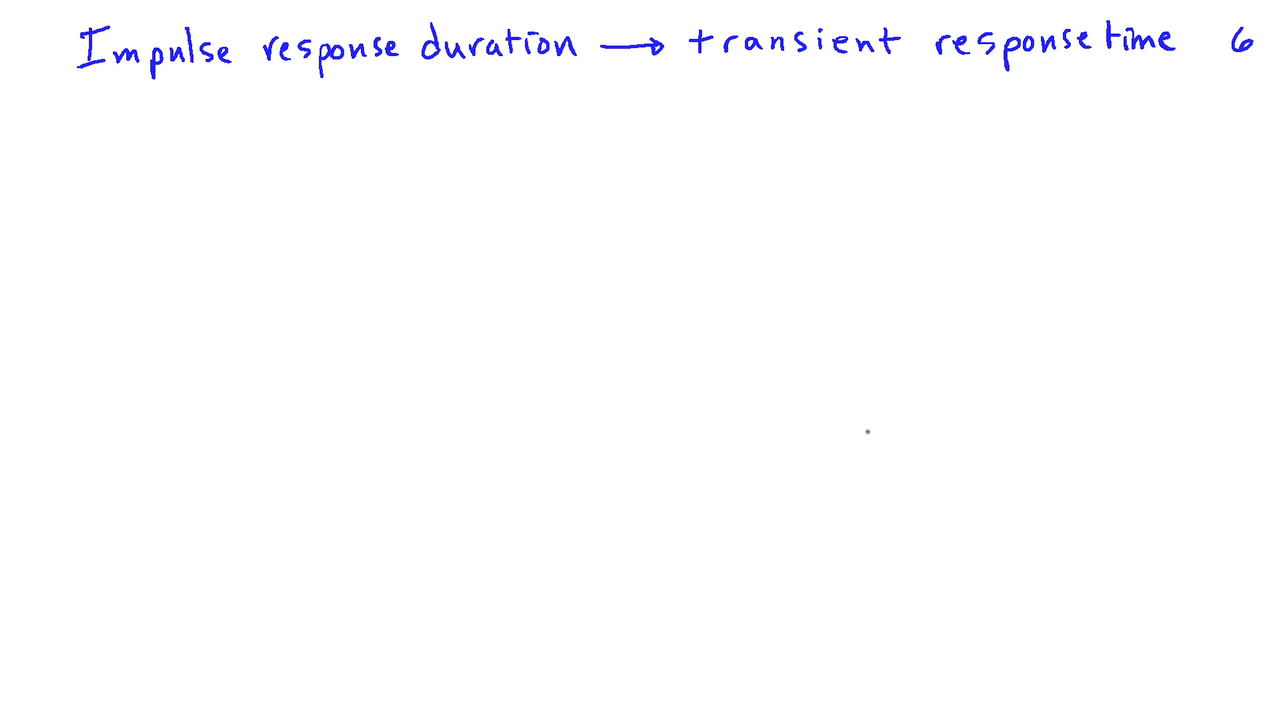 Impulse response duration → transient response time 6